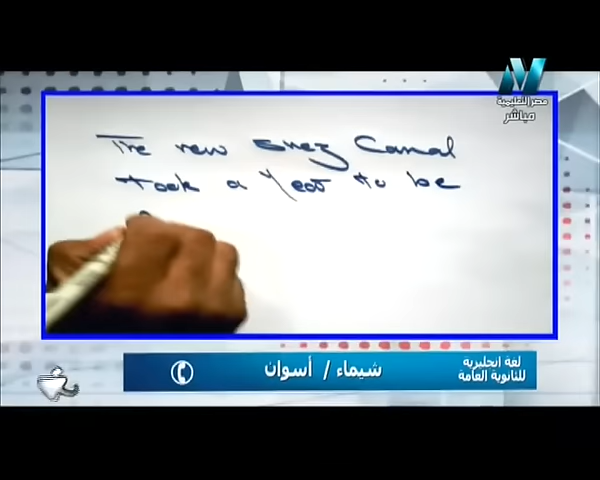 مصر التعليمية
مباشر
The new Suez Canal
took a Year to be
شيماء / أسوان
لغة انجليزية
للثانوية العامة